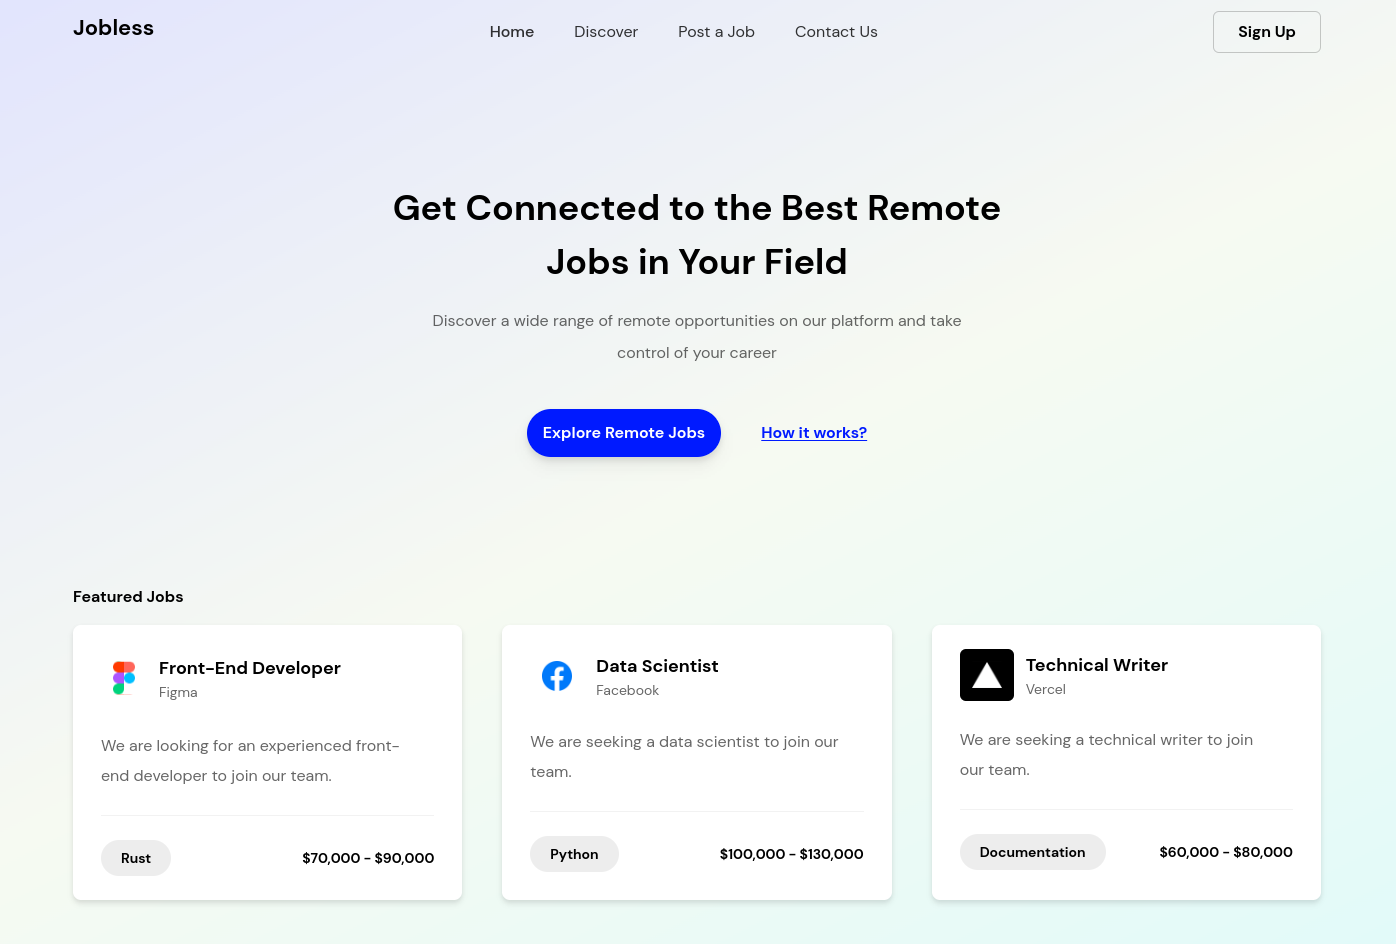 Jobless
Home
Discover
Post a Job
Contact Us
Sign Up
Get Connected to the Best Remote
Jobs in Your Field
Discover a wide range of remote opportunities on our platform and take
control of your career
Explore Remote Jobs
How it works?
Featured Jobs
Front-End Developer
Figma
We are looking for an experienced front-
end developer to join our team.
Rust
$70,000 - $90,000
Data Scientist
Facebook
We are seeking a data scientist to join our
team.
Python
$100,000 - $130,000
Technical Writer
Vercel
We are seeking a technical writer to join
our team.
Documentation
$60,000 - $80,000